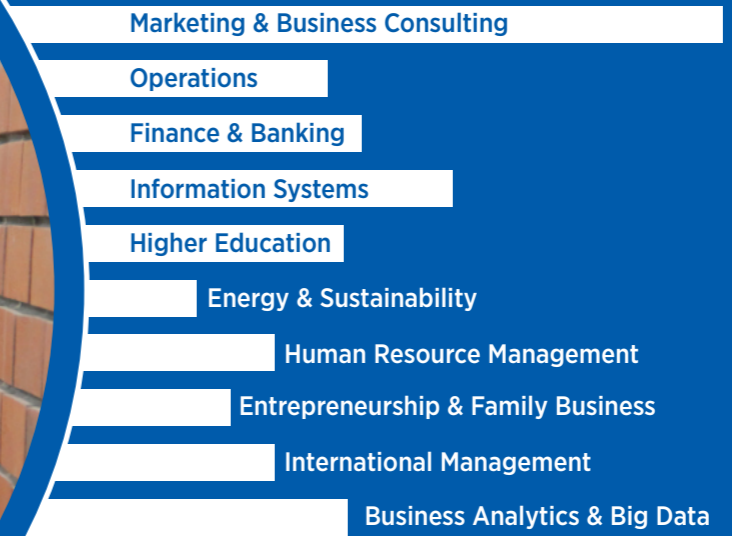 Marketing & Business Consulting
Operations
Finance & Banking
Information Systems
Higher Education
Energy & Sustainability
Human Resource Management
Entrepreneurship & Family Business
International Management
Business Analytics & Big Data